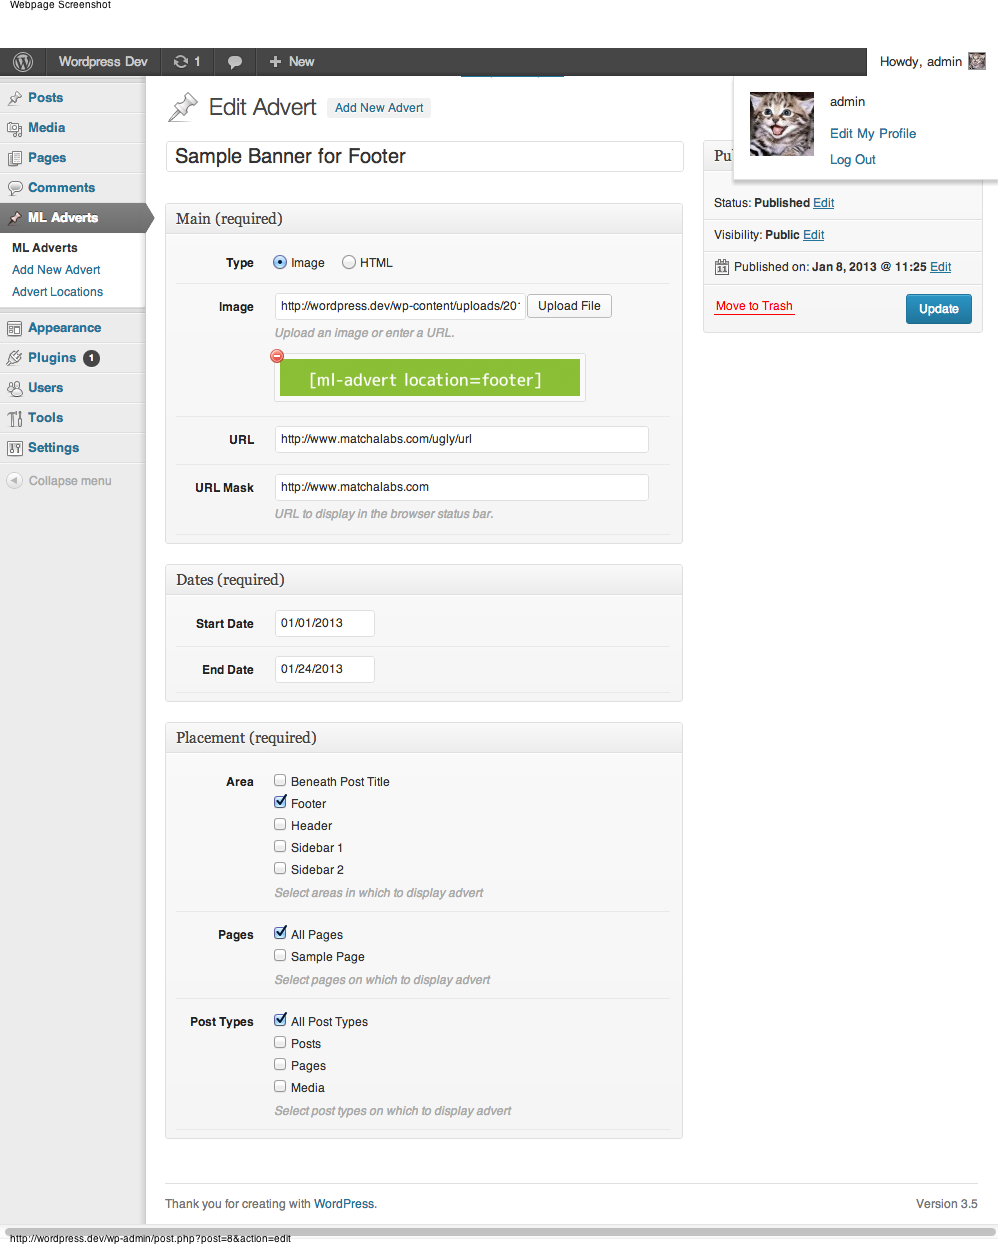 Webpage Screenshot
Wordpress Dev
1
New
Howdy, admin
admin
Edit My Profile
Log Out
Posts
Media
Pages
Comments
ML Adverts
ML Adverts
Add New Advert
Advert Locations
Appearance
Plugins 1
Users
Tools
Settings
Collapse menu
Edit Advert
Add New Advert
Sample Banner for Footer
Main (required)
Type
Image
HTML
Image
http://wordpress.dev/wp-content/uploads/201
Upload File
Upload an image or enter a URL.
[ml-advert location=footer]
URL
http://www.matchalabs.com/ugly/url
URL Mask
http://www.matchalabs.com
URL to display in the browser status bar.
Dates (required)
Start Date
01/01/2013
End Date
01/24/2013
Placement (required)
Area
Beneath Post Title
Footer
Header
Sidebar 1
Sidebar 2
Select areas in which to display advert
Pages
All Pages
Sample Page
Select pages on which to display advert
Post Types
All Post Types
Posts
Pages
Media
Select post types on which to display advert
Pu
Status: Published Edit
Visibility: Public Edit
11
Published on: Jan 8, 2013 @ 11:25 Edit
Move to Trash
Update
Thank you for creating with WordPress.
Version 3.5
http://wordpress.dev/wp-admin/post.php?post=8&action=edit